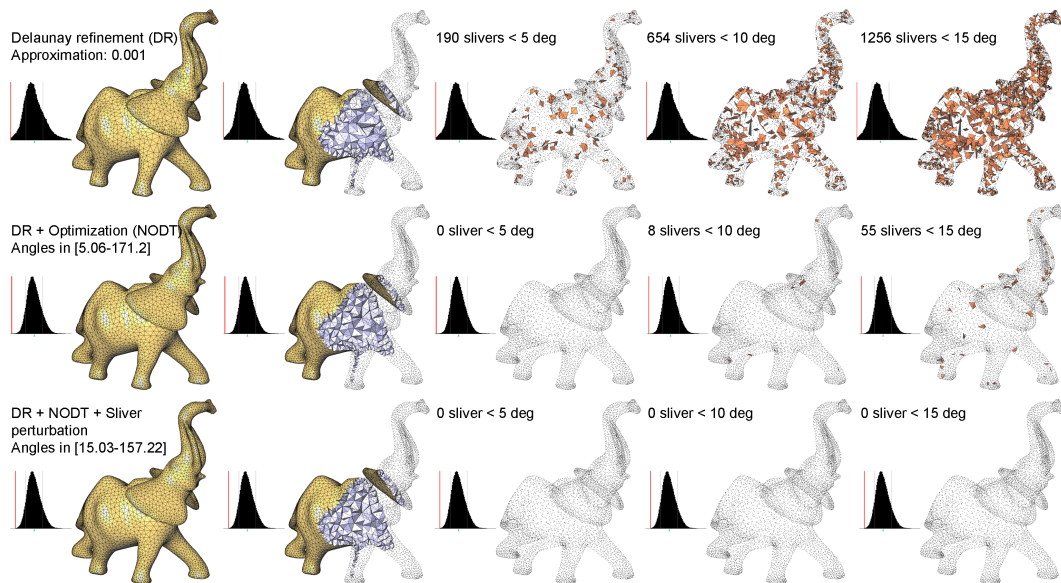 Delaunay refinement (DR)
Approximation: 0.001
190 slivers < 5 deg
654 slivers < 10 deg
1256 slivers < 15 deg
DR + Optimization (NODT)
Angles in [5.06-171.2]
0 sliver < 5 deg
8 slivers < 10 deg
55 slivers < 15 deg
DR + NODT + Sliver
perturbation
Angles in [15.03-157.22]
0 sliver < 5 deg
0 sliver < 10 deg
0 sliver < 15 deg